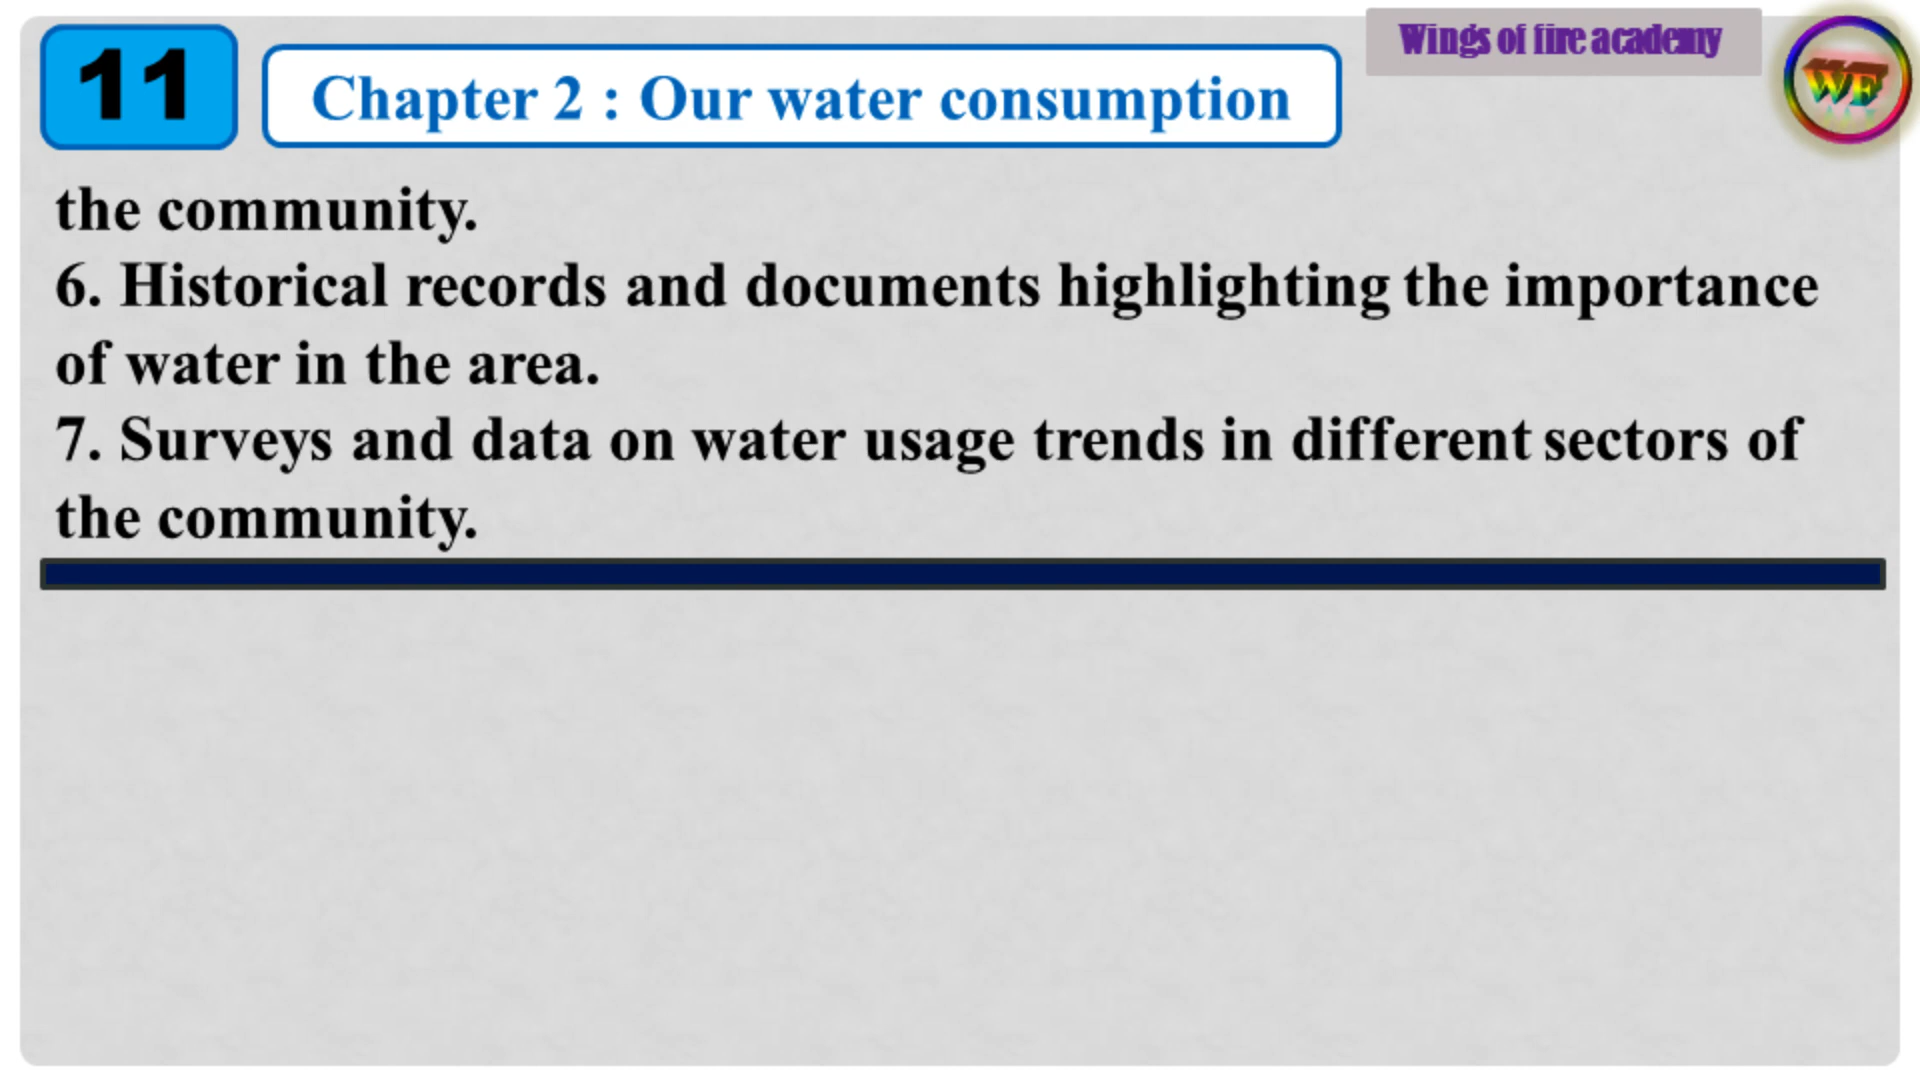 11
Chapter 2 : Our water consumption
Wings of fire academy
WF
the community.
6. Historical records and documents highlighting the importance
of water in the area.
7. Surveys and data on water usage trends in different sectors of
the community.